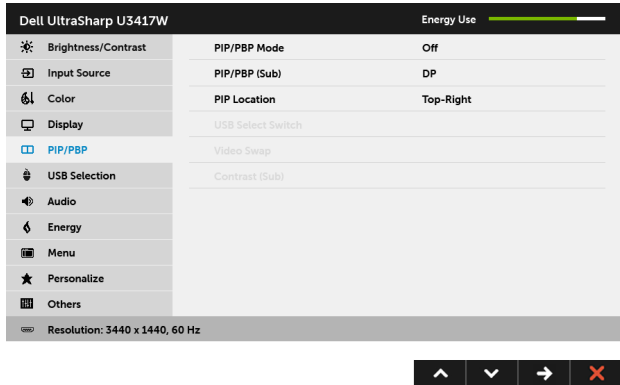 Dell UltraSharp U3417W
Energy Use
Brightness/Contrast
PIP/PBP Mode
Off
Input Source
PIP/PBP (Sub)
DP
Color
PIP Location
Top-Right
Display
USB Select Switch
PIP/PBP
Video Swap
USB Selection
Contrast (Sub)
Audio
Energy
Menu
Personalize
Others
Resolution: 3440 x 1440, 60 Hz